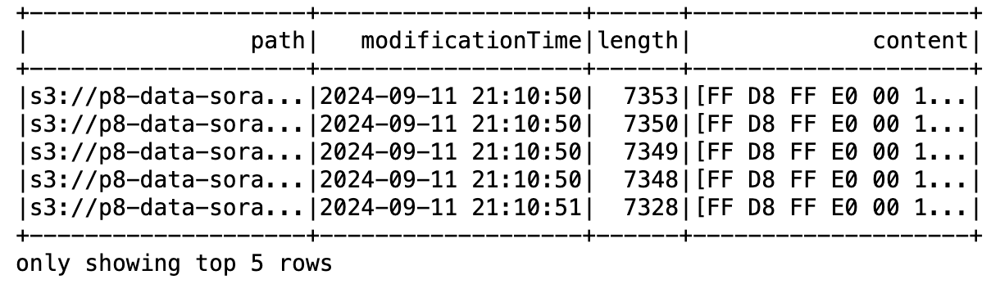 +--------------------+-------------------+------+--------------------+
|                path|   modificationTime|length|             content|
+--------------------+-------------------+------+--------------------+
|s3://p8-data-sora...|2024-09-11 21:10:50|  7353|[FF D8 FF E0 00 1...|
|s3://p8-data-sora...|2024-09-11 21:10:50|  7350|[FF D8 FF E0 00 1...|
|s3://p8-data-sora...|2024-09-11 21:10:50|  7349|[FF D8 FF E0 00 1...|
|s3://p8-data-sora...|2024-09-11 21:10:50|  7348|[FF D8 FF E0 00 1...|
|s3://p8-data-sora...|2024-09-11 21:10:51|  7328|[FF D8 FF E0 00 1...|
+--------------------+-------------------+------+--------------------+
only showing top 5 rows